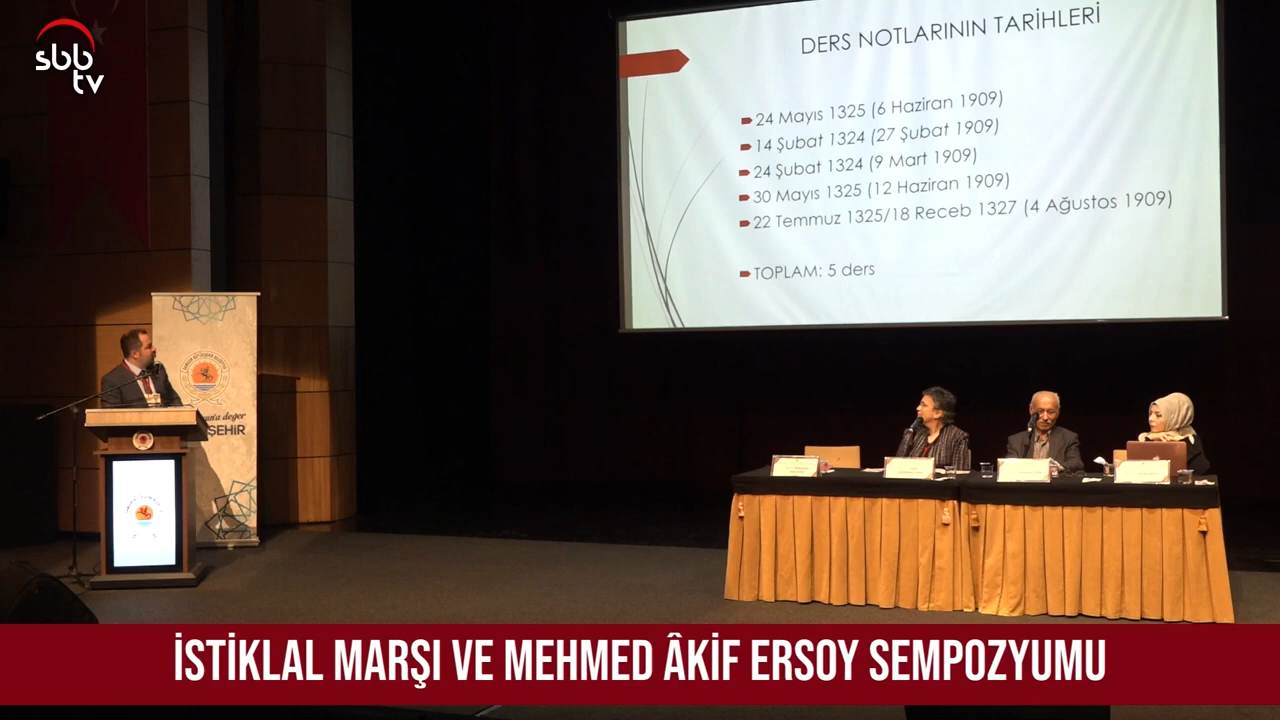 sbb
tv
DERS NOTLARININ TARİHLERİ
24 Mayıs 1325 (6 Haziran 1909)
14 Şubat 1324 (27 Şubat 1909)
24 Şubat 1324 (9 Mart 1909)
30 Mayıs 1325 (12 Haziran 1909)
22 Temmuz 1325/18 Receb 1327 (4 Ağustos 1909)
TOPLAM: 5 ders
değer
ŞEHİR
İSTİKLAL MARŞI VE MEHMED ÂKİF ERSOY SEMPOZYUMU